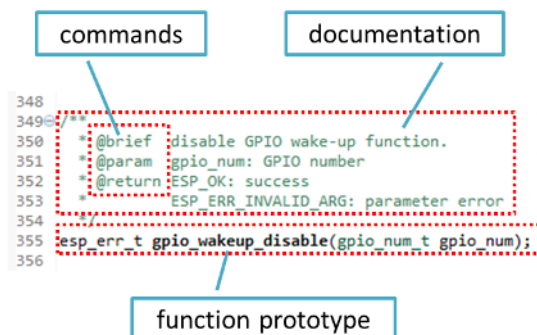 commands
documentation
348
349 /**
350 * @brief disable GPIO wake-up function.
351 * @param gpio_num: GPIO number
352 * @return ESP_OK: success
353 * ESP_ERR_INVALID_ARG: parameter error
354 */
355 esp_err_t gpio_wakeup_disable(gpio_num_t gpio_num);
356
function prototype